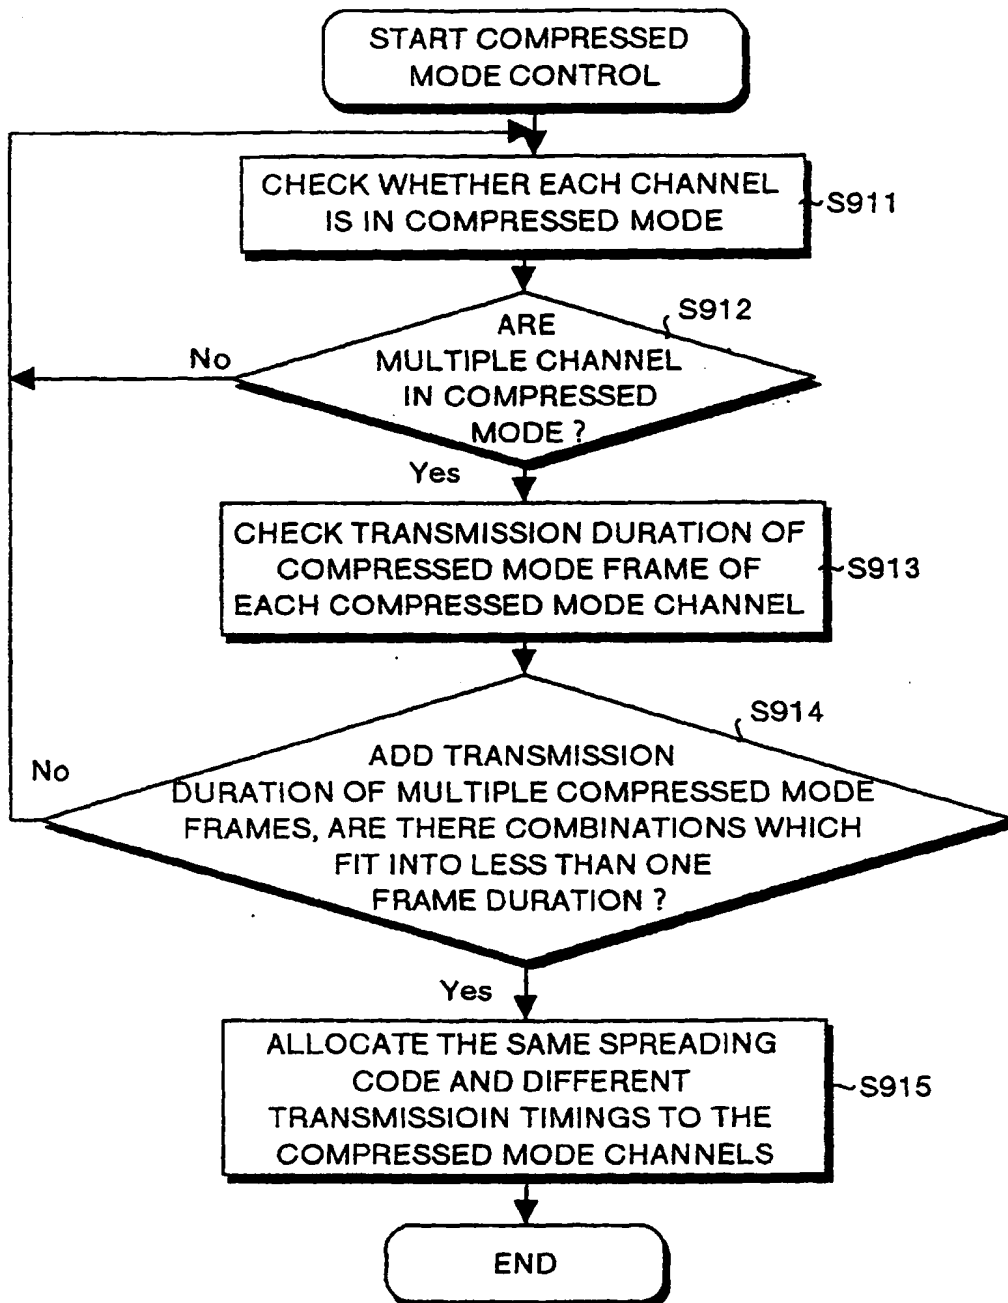 START COMPRESSED
MODE CONTROL
CHECK WHETHER EACH CHANNEL
IS IN COMPRESSED MODE
S911
S912
ARE
MULTIPLE CHANNEL
IN COMPRESSED
MODE ?
No
Yes
CHECK TRANSMISSION DURATION OF
COMPRESSED MODE FRAME OF
EACH COMPRESSED MODE CHANNEL
S913
S914
ADD TRANSMISSION
DURATION OF MULTIPLE COMPRESSED MODE
FRAMES, ARE THERE COMBINATIONS WHICH
FIT INTO LESS THAN ONE
FRAME DURATION ?
No
Yes
ALLOCATE THE SAME SPREADING
CODE AND DIFFERENT
TRANSMISSIOIN TIMINGS TO THE
COMPRESSED MODE CHANNELS
S915
END